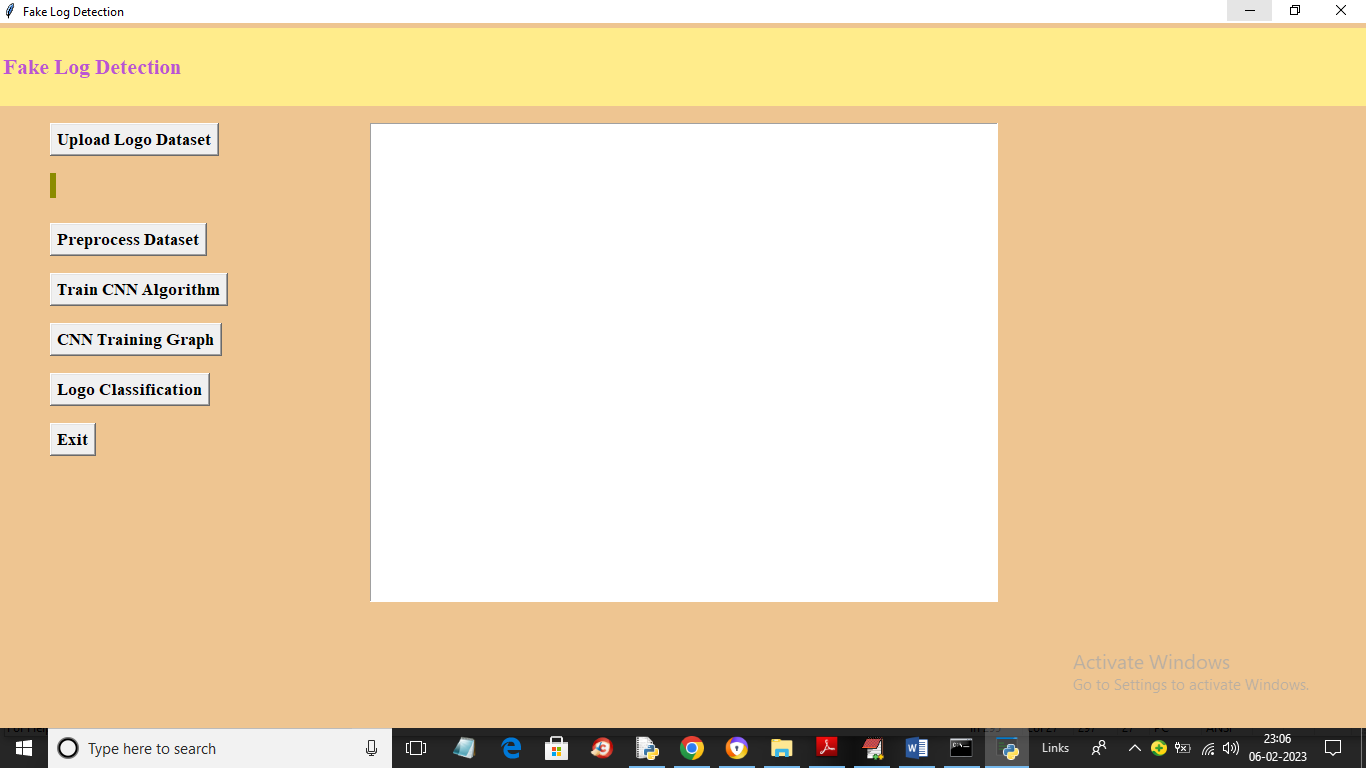 Fake Log Detection
Fake Log Detection
Upload Logo Dataset
Preprocess Dataset
Train CNN Algorithm
CNN Training Graph
Logo Classification
Exit
Activate Windows
Go to Settings to activate Windows.
Type here to search
Links
23:06
06-02-2023